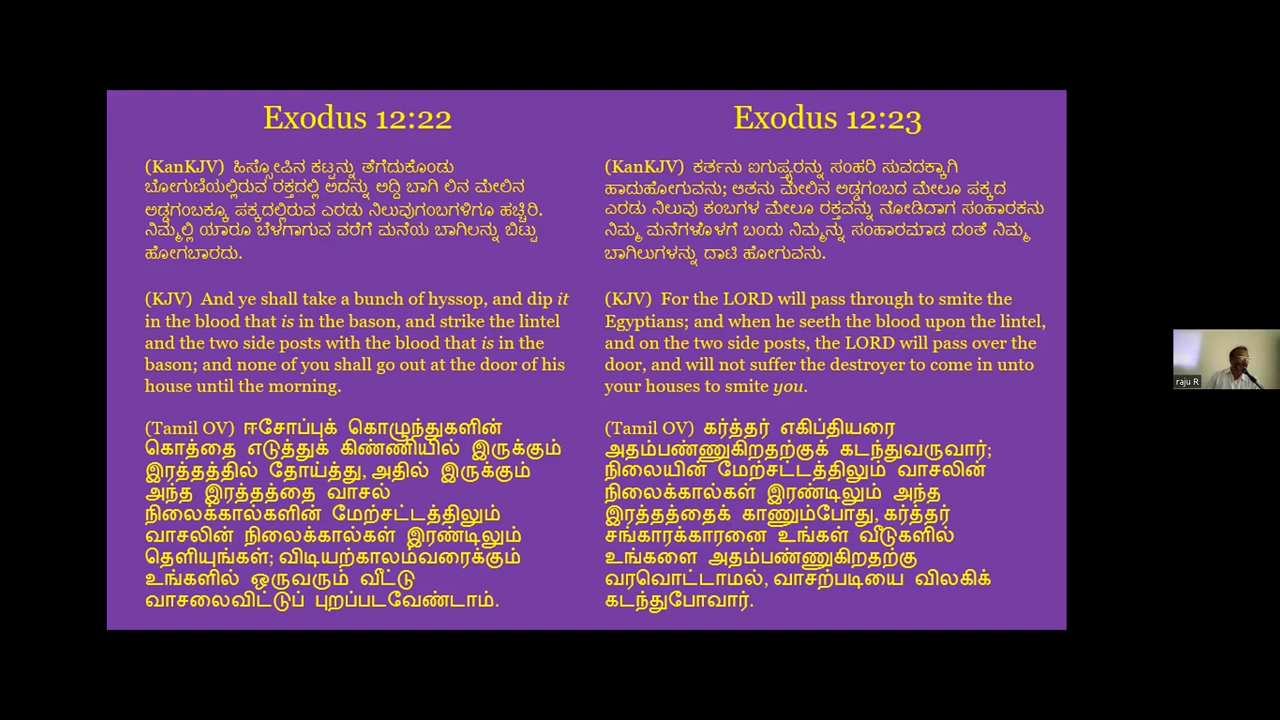 Exodus 12:22
(KanKJV) ಹಿಸ್ಸೋಪಿನ ಕಟ್ಟನ್ನು ತೆಗೆದುಕೊಂಡು
ಬೋಗುಣಿಯಲ್ಲಿರುವ ರಕ್ತದಲ್ಲಿ ಅದನ್ನು ಅದ್ದಿ ಬಾಗಿ ಲಿನ ಮೇಲಿನ
ಅಡ್ಡಗಂಬಕ್ಕೂ ಪಕ್ಕದಲ್ಲಿರುವ ಎರಡು ನಿಲುವುಗಂಬಗಳಿಗೂ ಹಚ್ಚಿರಿ.
ನಿಮ್ಮಲ್ಲಿ ಯಾರೂ ಬೆಳಗಾಗುವ ವರೆಗೆ ಮನೆಯ ಬಾಗಿಲನ್ನು ಬಿಟ್ಟು
ಹೋಗಬಾರದು.
(KJV) And ye shall take a bunch of hyssop, and dip it
in the blood that is in the bason, and strike the lintel
and the two side posts with the blood that is in the
bason; and none of you shall go out at the door of his
house until the morning.
(Tamil OV) ஈசோப்புக் கொழுந்துகளின்
கொத்தை எடுத்துக் கிண்ணியில் இருக்கும்
இரத்தத்தில் தோய்த்து, அதில் இருக்கும்
அந்த இரத்தத்தை வாசல்
நிலைக்கால்களின் மேற்சட்டத்திலும்
வாசலின் நிலைக்கால்கள் இரண்டிலும்
தெளியுங்கள்; விடியற்காலம்வரைக்கும்
உங்களில் ஒருவரும் வீட்டு
வாசலைவிட்டுப் புறப்படவேண்டாம்.
Exodus 12:23
(KanKJV) ಕರ್ತನು ಐಗುಪ್ತ್ಯರನ್ನು ಸಂಹರಿ ಸುವದಕ್ಕಾಗಿ
ಹಾದುಹೋಗುವನು; ಆತನು ಮೇಲಿನ ಅಡ್ಡಗಂಬದ ಮೇಲೂ ಪಕ್ಕದ
ಎರಡು ನಿಲುವು ಕಂಬಗಳ ಮೇಲೂ ರಕ್ತವನ್ನು ನೋಡಿದಾಗ ಸಂಹಾರಕನು
ನಿಮ್ಮ ಮನೆಗಳೊಳಗೆ ಬಂದು ನಿಮ್ಮನ್ನು ಸಂಹಾರಮಾಡ ದಂತೆ ನಿಮ್ಮ
ಬಾಗಿಲುಗಳನ್ನು ದಾಟಿ ಹೋಗುವನು.
(KJV) For the LORD will pass through to smite the
Egyptians; and when he seeth the blood upon the lintel,
and on the two side posts, the LORD will pass over the
door, and will not suffer the destroyer to come in unto
your houses to smite you.
(Tamil OV) கர்த்தர் எகிப்தியரை
அதம்பண்ணுகிறதற்குக் கடந்துவருவார்;
நிலையின் மேற்சட்டத்திலும் வாசலின்
நிலைக்கால்கள் இரண்டிலும் அந்த
இரத்தத்தைக் காணும்போது, கர்த்தர்
சங்காரக்காரனை உங்கள் வீடுகளில்
உங்களை அதம்பண்ணுகிறதற்கு
வரவொட்டாமல், வாசற்படியை விலகிக்
கடந்துபோவார்.
raju R